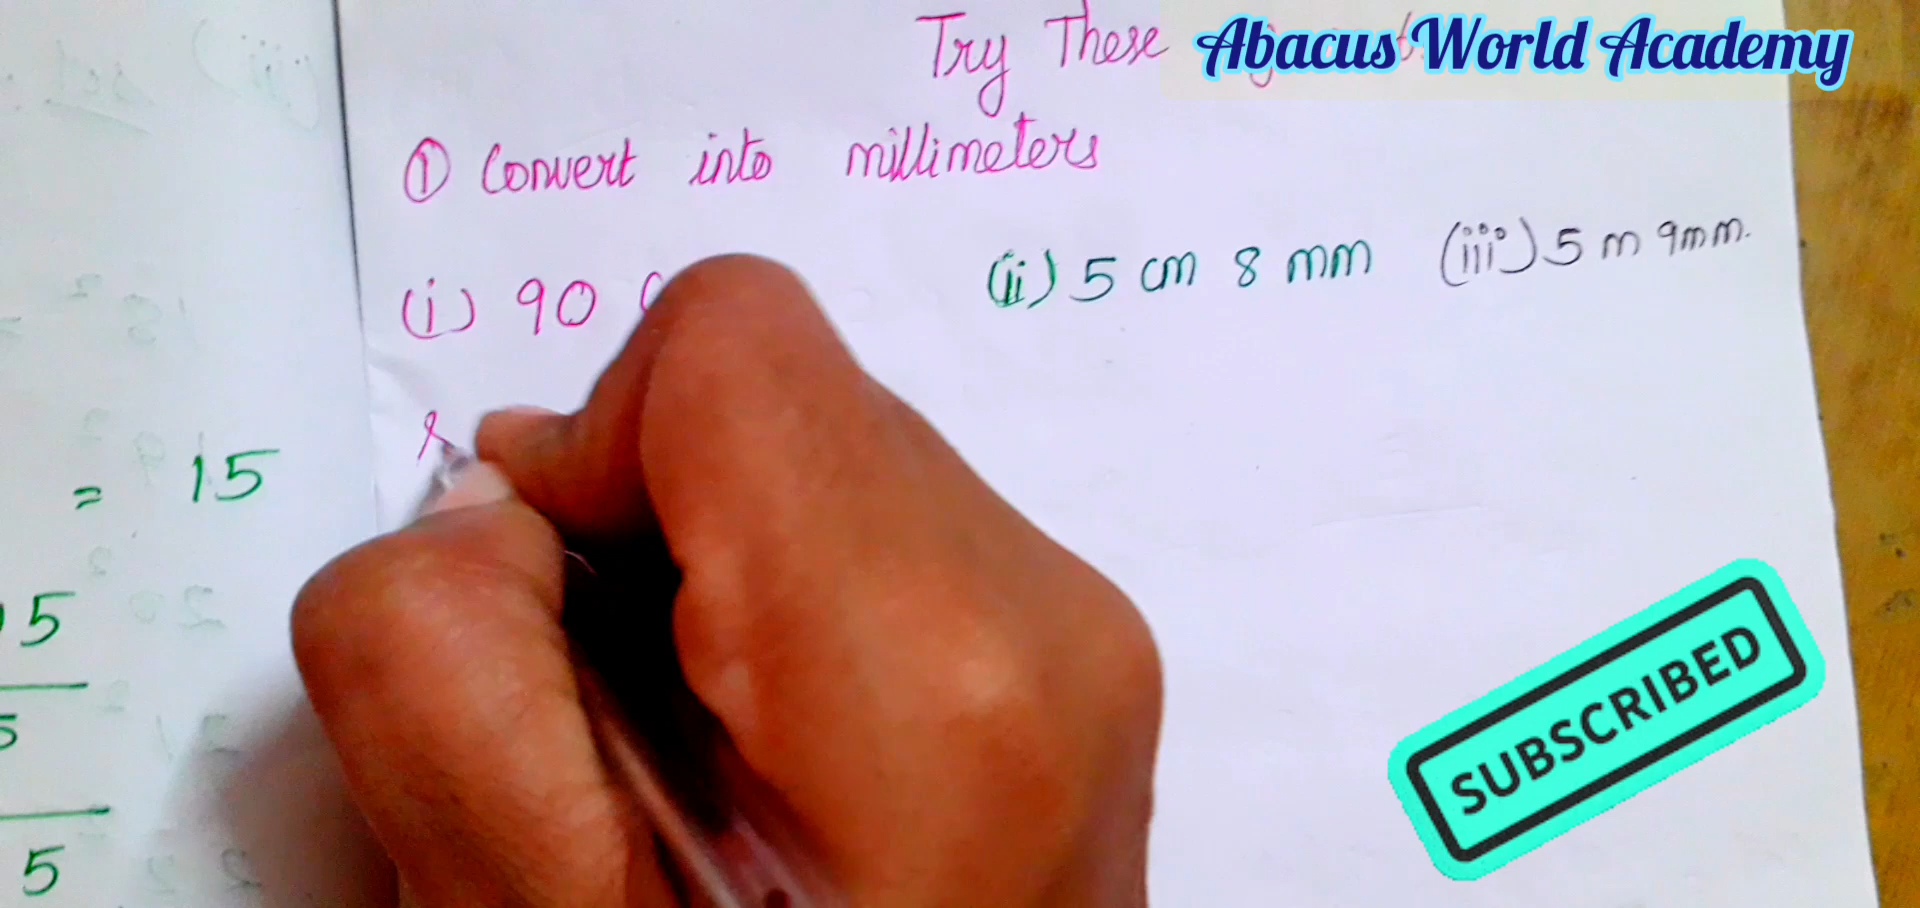 Try These
Abacus World Academy
① Convert into millimeters
(i) 90
(ii) 5 cm 8 mm
(iii) 5 m 9mm.
= 15
5
5
SUBSCRIBED